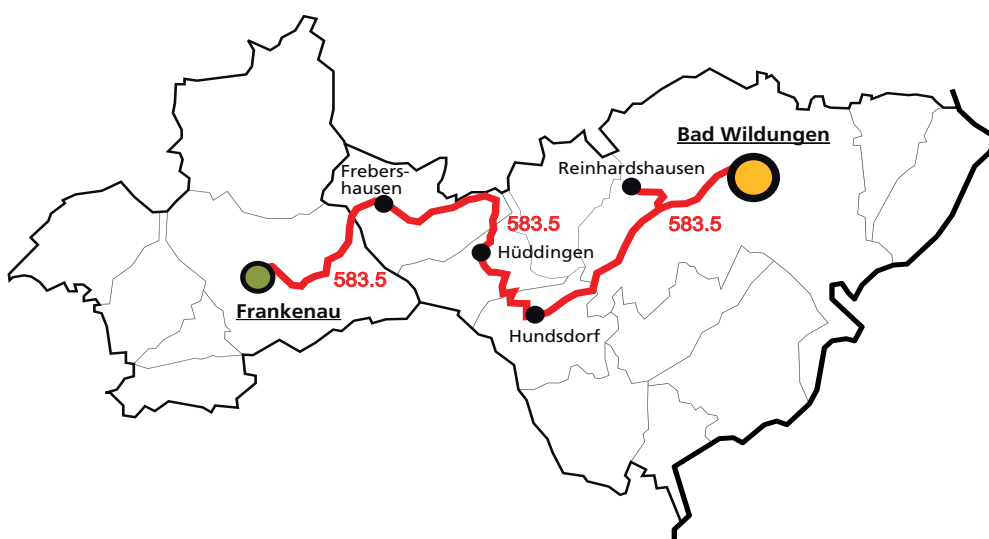 Bad Wildungen
Reinhardshausen
Frebers-
hausen
583.5
583.5
Hüddingen
583.5
Frankenau
Hundsdorf